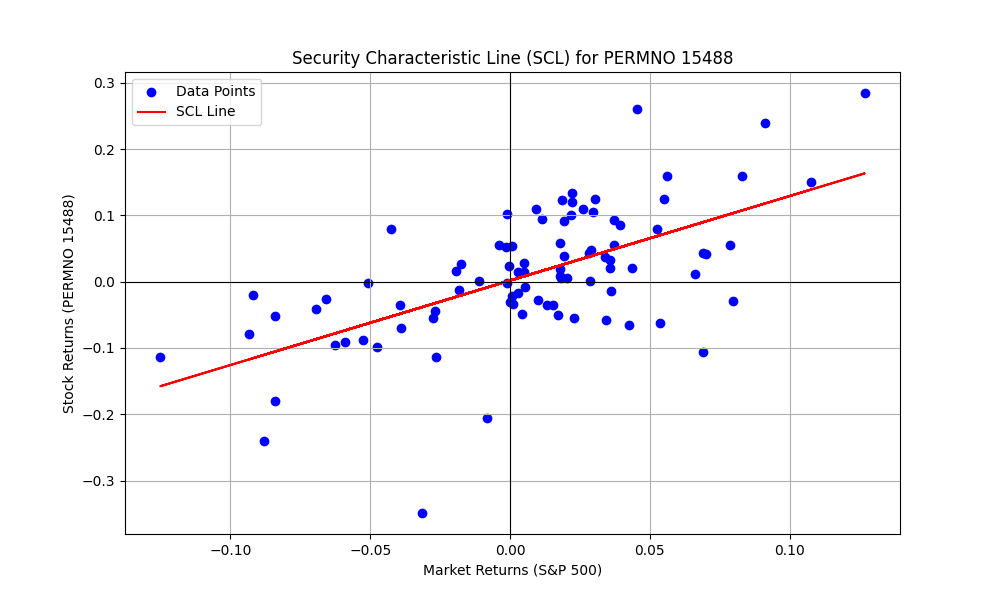 Security Characteristic Line (SCL) for PERMNO 15488
Data Points
SCL Line
0.3
0.2
0.1
0.0
−0.1
−0.2
−0.3
Stock Returns (PERMNO 15488)
−0.10
−0.05
0.00
0.05
0.10
Market Returns (S&P 500)